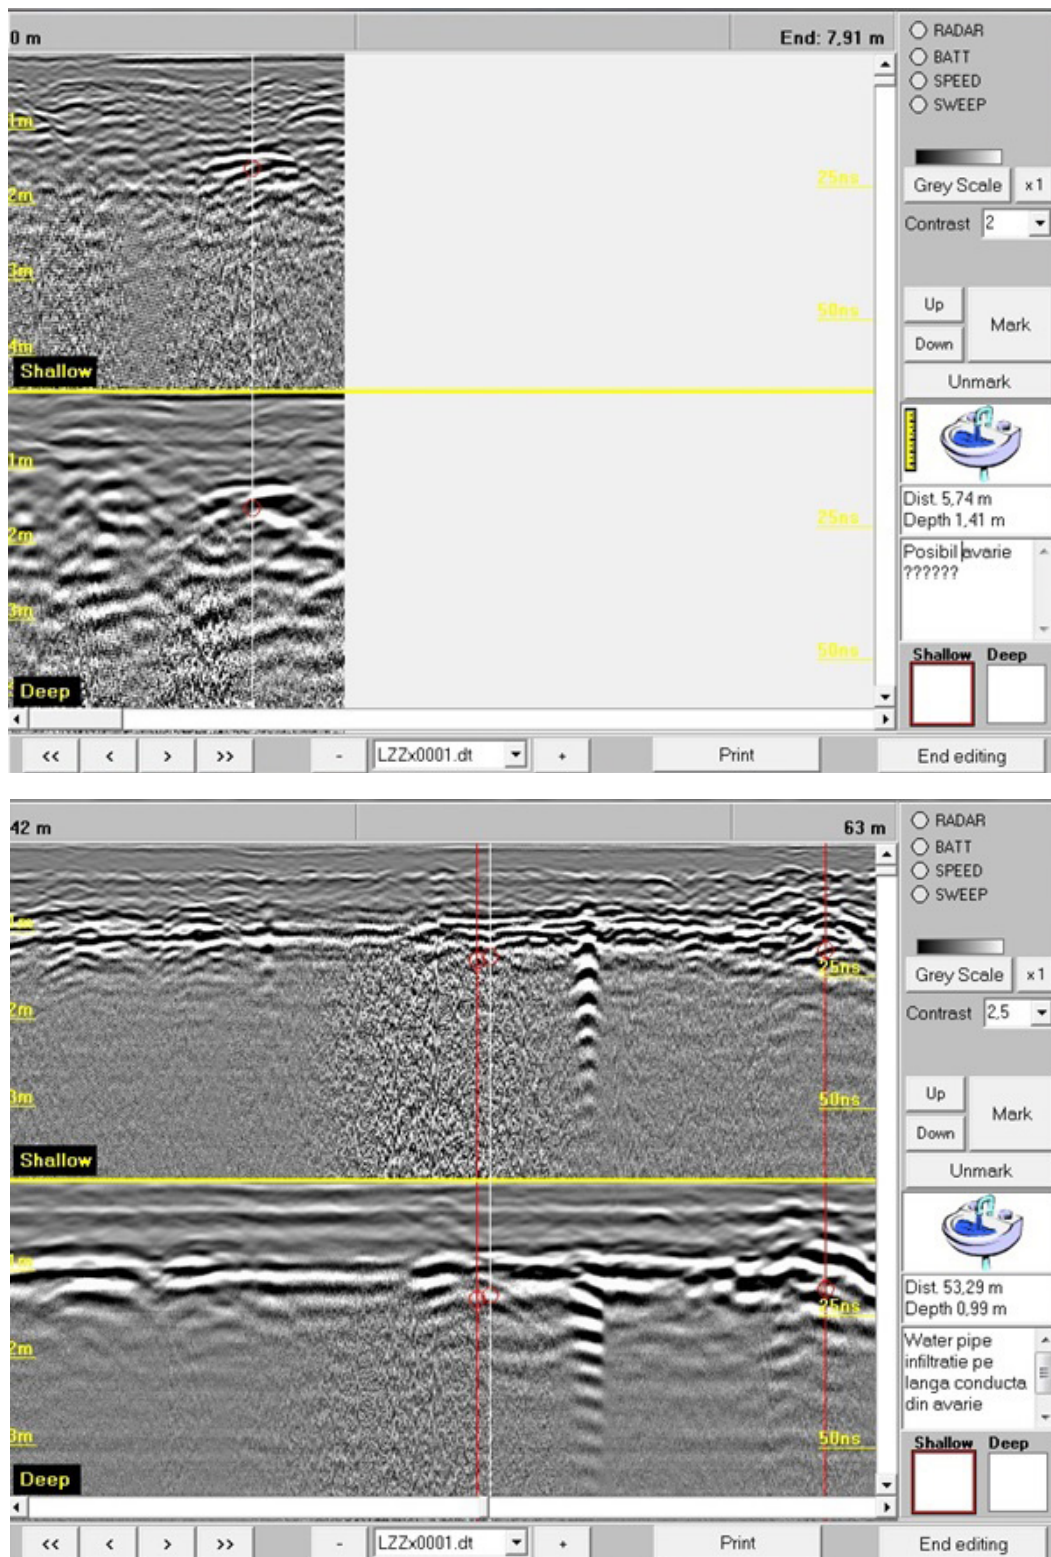 0 m
End: 7,91 m
RADAR
BATT
SPEED
SWEEP
1m
2m
3m
4m
25ns
50ns
Shallow
Grey Scale
x1
Contrast 2
Up
Down
Mark
Unmark
1m
2m
3m
25ns
50ns
Deep
Dist. 5,74 m
Depth 1,41 m
Posibil avarie
??????
Shallow Deep
<< < > >> - LZZx0001.dt + Print End editing
42 m
63 m
RADAR
BATT
SPEED
SWEEP
1m
2m
3m
25ns
50ns
Shallow
Grey Scale
x1
Contrast 2,5
Up
Down
Mark
Unmark
1m
2m
3m
25ns
50ns
Deep
Dist. 53,29 m
Depth 0,99 m
Water pipe
infiltratie pe
langa conducta
din avarie
Shallow Deep
<< < > >> - LZZx0001.dt + Print End editing